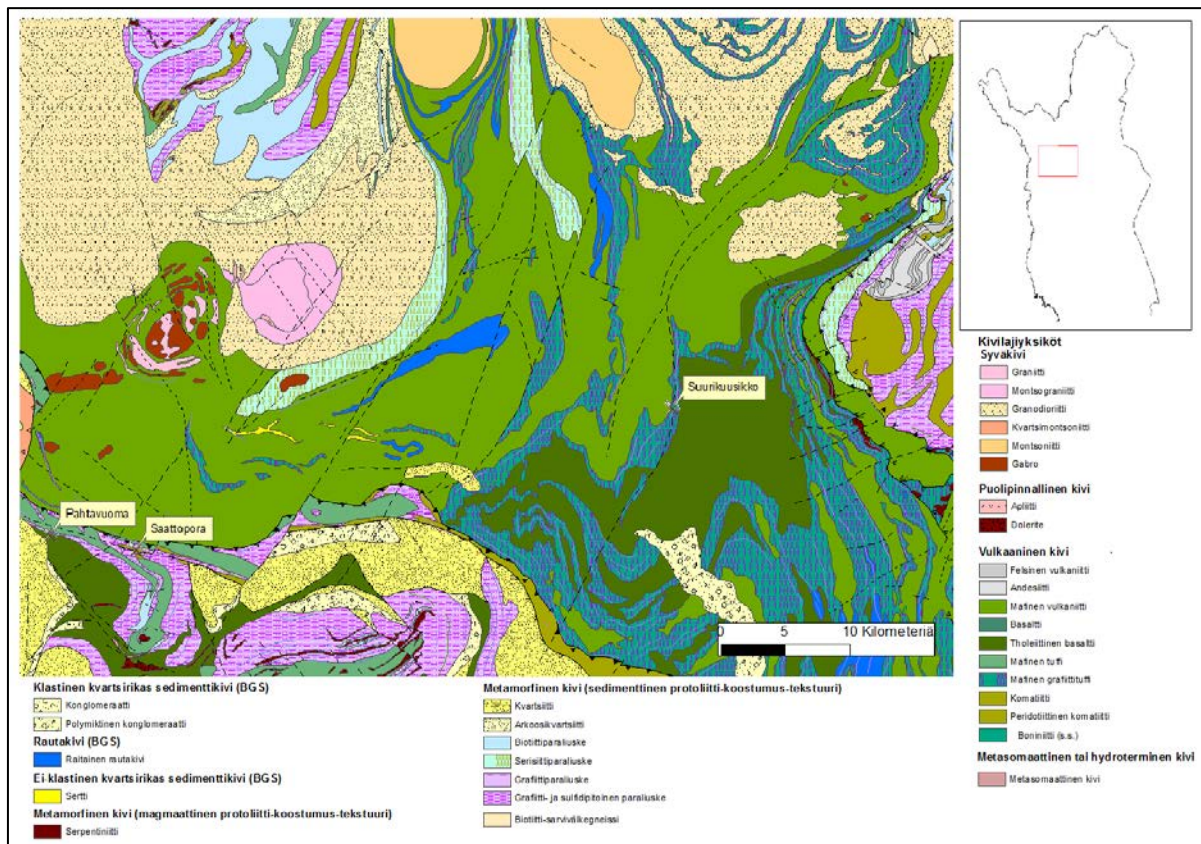 Suurikuusikko
Pahtavuoma
Saattopora
0 5 10 Kilometeriä
Kivilajiyksiköt
Syväkivi
Graniitti
Montsograniitti
Granodioriitti
Kvartsimontsoniitti
Montsoniitti
Gabro
Puolipinnallinen kivi
Apliitti
Dolerite
Vulkaaninen kivi
Felsinen vulkaniitti
Andesiitti
Mafinen vulkaniitti
Basaltti
Tholeiittinen basaltti
Mafinen tuffi
Mafinen grafiittituffi
Komatiitti
Peridotiittinen komatiitti
Boniniitti (s.s.)
Metasomaattinen tai hydroterminen kivi
Metasomaattinen kivi
Klastinen kvartsirikas sedimenttikivi (BGS)
Konglomeraatti
Polymiktinen konglomeraatti
Rautakivi (BGS)
Raitainen rautakivi
Ei-klastinen kvartsirikas sedimenttikivi (BGS)
Sertti
Metamorfinen kivi (magmaattinen protoliitti-koostumus-tekstuuri)
Serpentiniitti
Metamorfinen kivi (sedimenttinen protoliitti-koostumus-tekstuuri)
Kvartsiitti
Arkoosikvartsiitti
Biotiittiparaliuske
Serisiittiparaliuske
Grafiittiparaliuske
Grafiitti- ja sulfidipitoinen paraliuske
Biotiitti-sarvivälkegneissi